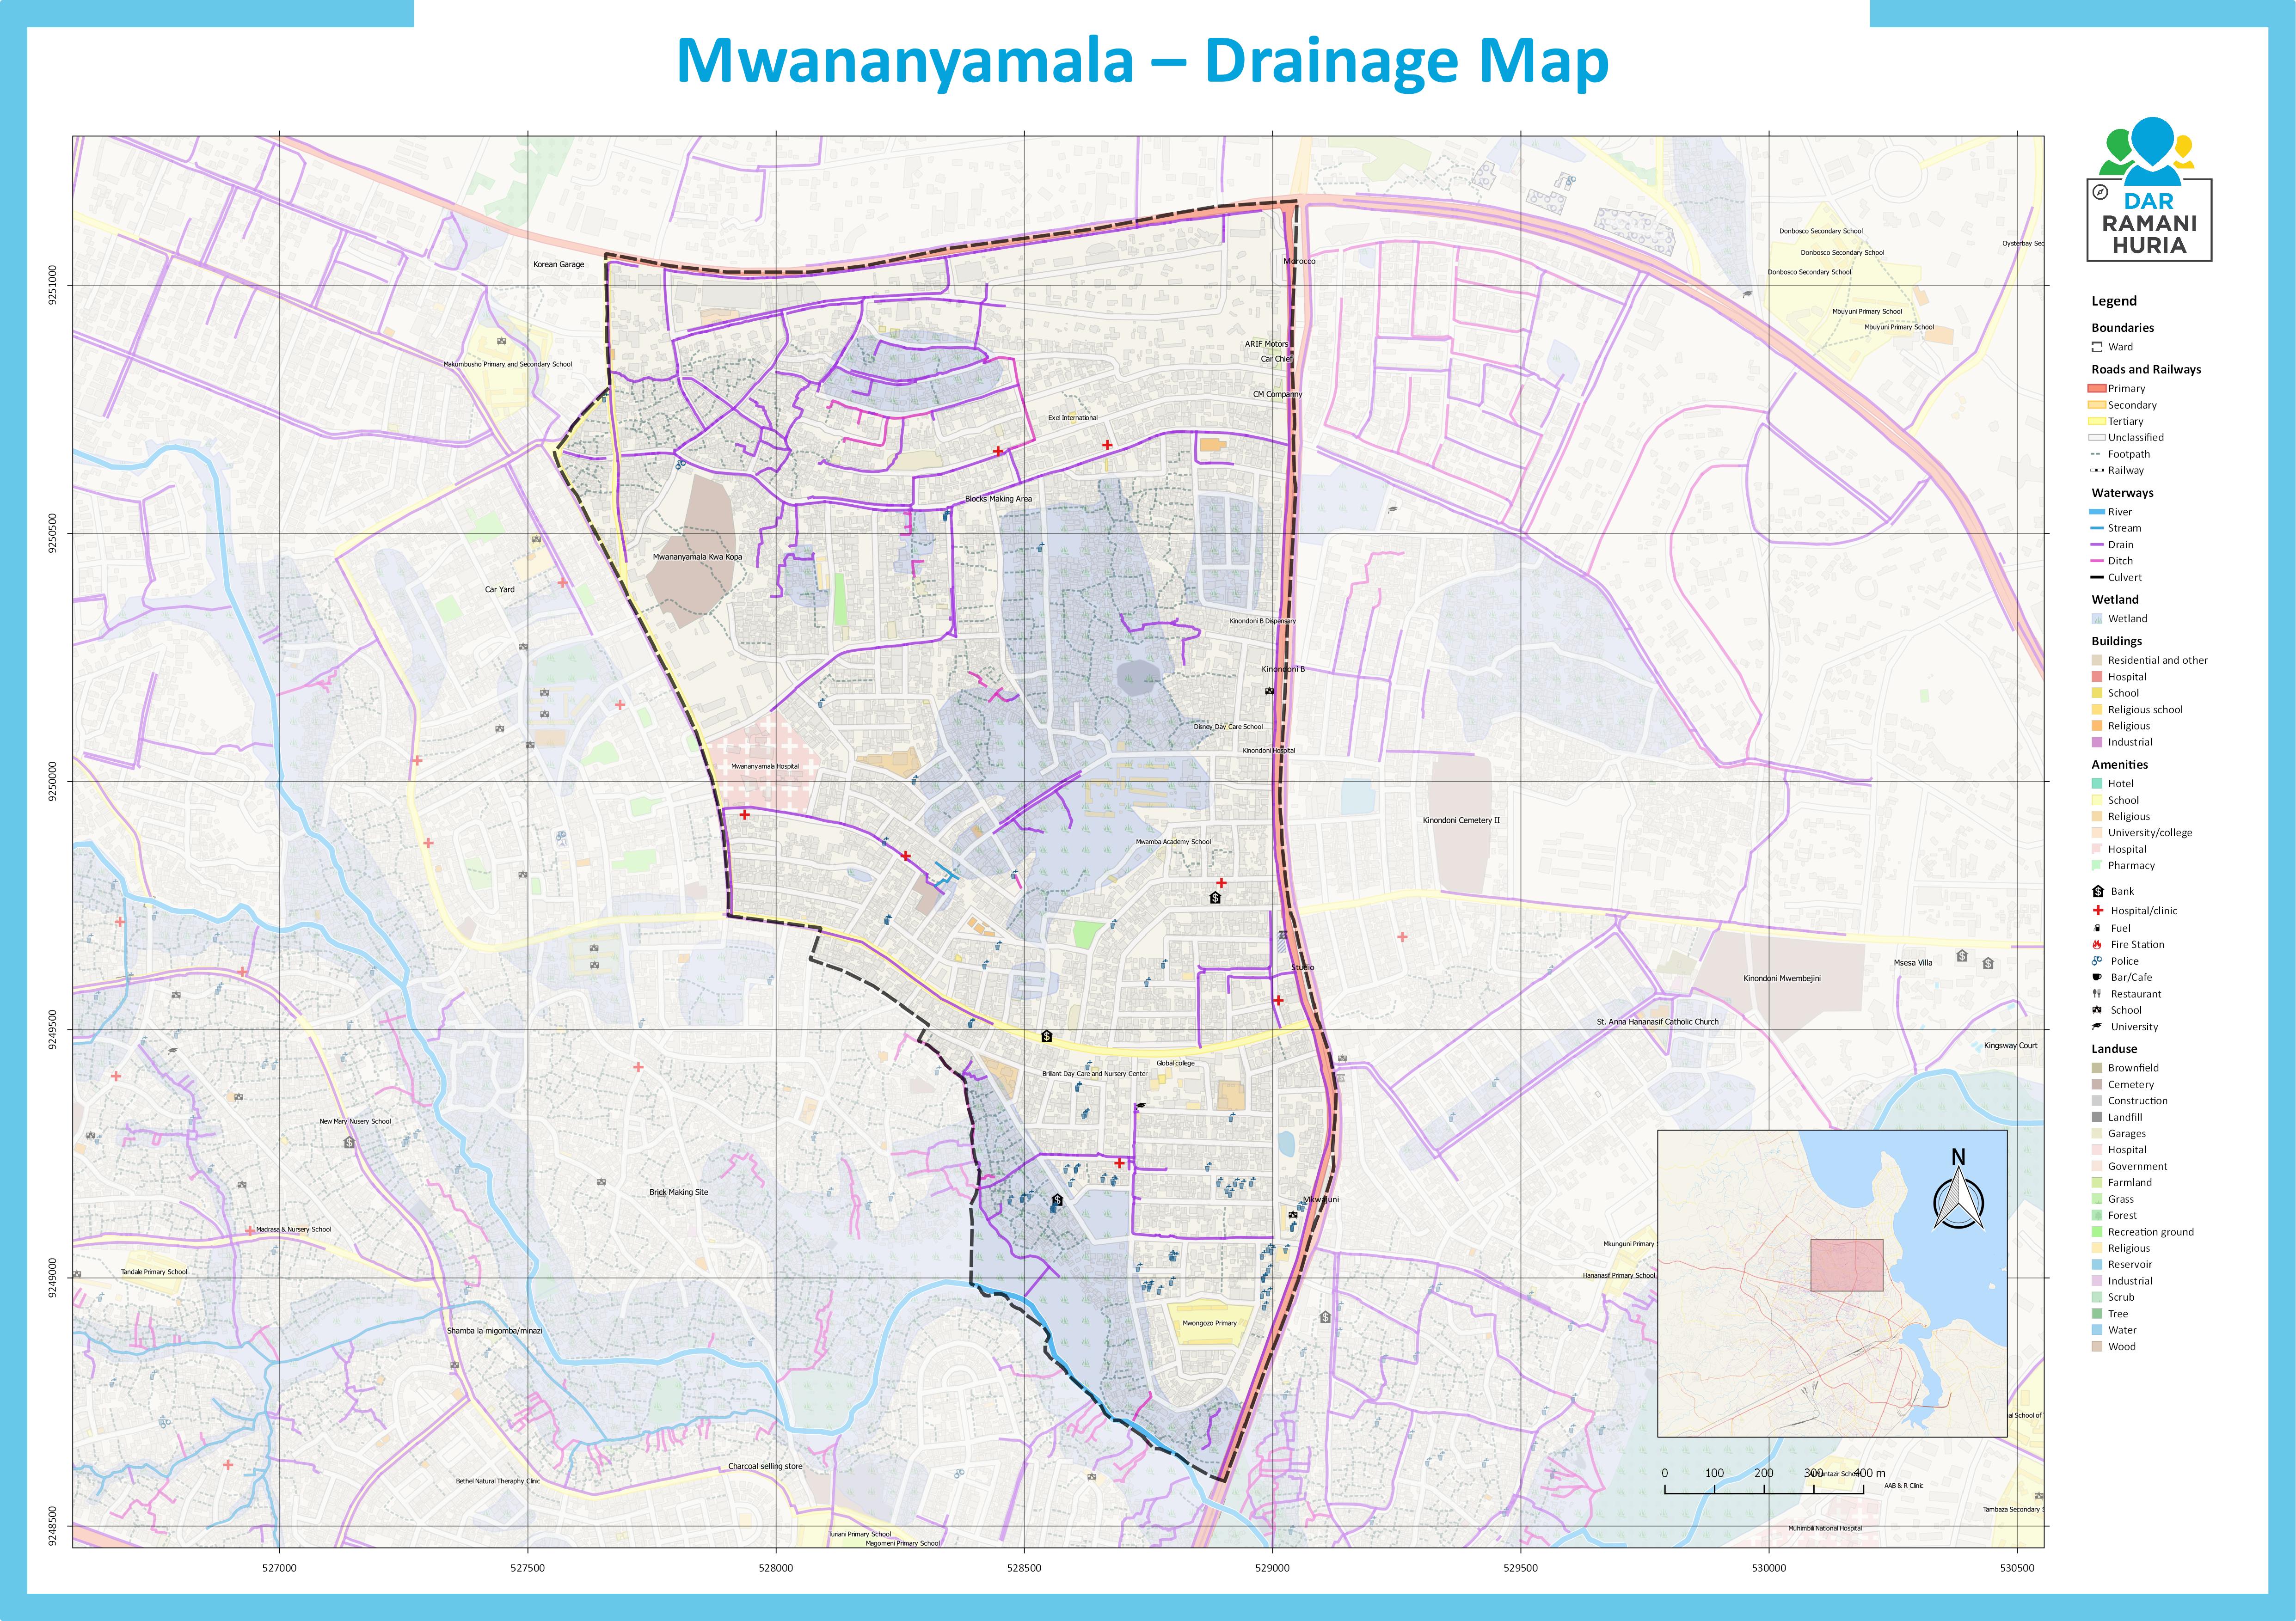 Mwananyamala – Drainage Map
DAR
RAMANI
HURIA
Legend
Boundaries
Ward
Roads and Railways
Primary
Secondary
Tertiary
Unclassified
Footpath
Railway
Waterways
River
Stream
Drain
Ditch
Culvert
Wetland
Wetland
Buildings
Residential and other
Hospital
School
Religious school
Religious
Industrial
Amenities
Hotel
School
Religious
University/college
Hospital
Pharmacy
Bank
Hospital/clinic
Fuel
Fire Station
Police
Bar/Cafe
Restaurant
School
University
Landuse
Brownfield
Cemetery
Construction
Landfill
Garages
Hospital
Government
Farmland
Grass
Forest
Recreation ground
Religious
Reservoir
Industrial
Scrub
Tree
Water
Wood
Donbosco Secondary School
Oysterbay Sec
Donbosco Secondary School
Korean Garage
Morocco
Donbosco Secondary School
9251000
Mbuyuni Primary School
Mbuyuni Primary School
ARIF Motors
Car Chief
Makumbusho Primary and Secondary School
CM Companny
Exel International
Blocks Making Area
9250500
Mwananyamala Kwa Kopa
Car Yard
Kinondoni B Dispensary
Kinondoni B
Disney Day Care School
Kinondoni Hospital
Mwananyamala Hospital
9250000
Kinondoni Cemetery II
Mwamba Academy School
Msesa Villa
Studio
Kinondoni Mwembejini
St. Anna Hananasif Catholic Church
9249500
Kingsway Court
Global college
Brilliant Day Care and Nursery Center
New Mary Nusery School
N
Brick Making Site
Mkwajuni
Madrasa & Nursery School
Mkunguni Primary
Tandale Primary School
Hananasif Primary School
9249000
Mwongozo Primary
Shamba la migomba/minazi
al School of
Charcoal selling store
0 100 200 300 400 m
Bethel Natural Theraphy Clinic
AAB & R Clinic
Tambaza Secondary S
9248500
Muhimbili National Hospital
Turiani Primary School
Magomeni Primary School
527000 527500 528000 528500 529000 529500 530000 530500